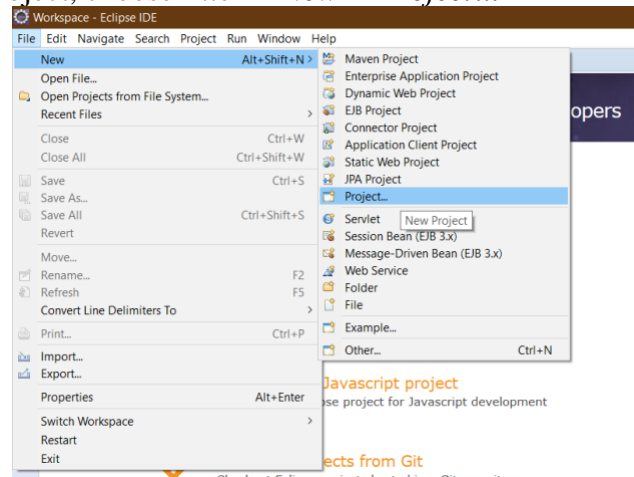 Workspace - Eclipse IDE
File Edit Navigate Search Project Run Window Help
New Alt+Shift+N >
Open File...
Open Projects from File System...
Recent Files >
Close Ctrl+W
Close All Ctrl+Shift+W
Save Ctrl+S
Save As...
Save All Ctrl+Shift+S
Revert
Move...
Rename... F2
Refresh F5
Convert Line Delimiters To >
Print... Ctrl+P
Import...
Export...
Properties Alt+Enter
Switch Workspace >
Restart
Exit
Maven Project
Enterprise Application Project
Dynamic Web Project
EJB Project
Connector Project
Application Client Project
Static Web Project
JPA Project
Project...
Servlet
New Project
Session Bean (EJB 3.x)
Message-Driven Bean (EJB 3.x)
Web Service
Folder
File
Example...
Other... Ctrl+N
opers
Javascript project
ose project for Javascript development
ects from Git